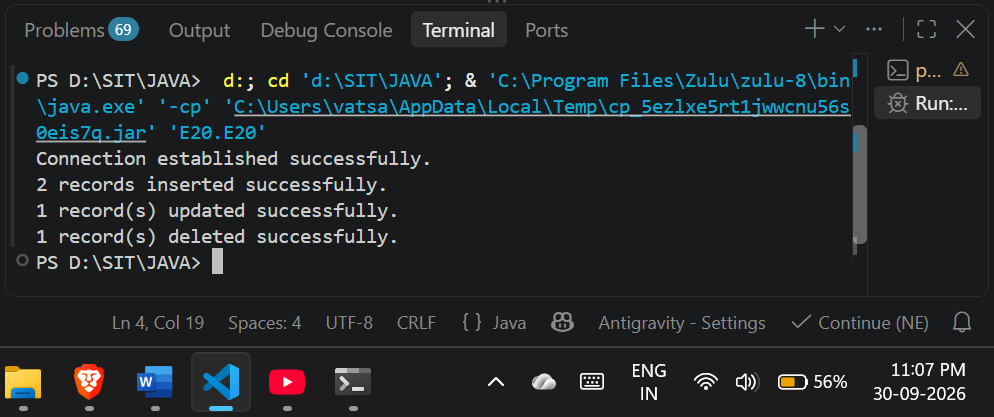 Problems 69 Output Debug Console Terminal Ports
PS D:\SIT\JAVA>  d:; cd 'd:\SIT\JAVA'; & 'C:\Program Files\Zulu\zulu-8\bin
\java.exe' '-cp' 'C:\Users\vatsa\AppData\Local\Temp\cp_5ezlxe5rt1jwwcnu56s
0eis7q.jar' 'E20.E20'
Connection established successfully.
2 records inserted successfully.
1 record(s) updated successfully.
1 record(s) deleted successfully.
PS D:\SIT\JAVA>
p...
Run:...
Ln 4, Col 19 Spaces: 4 UTF-8 CRLF {} Java Antigravity - Settings Continue (NE)
W
ENG
IN
56%
11:07 PM
30-09-2026